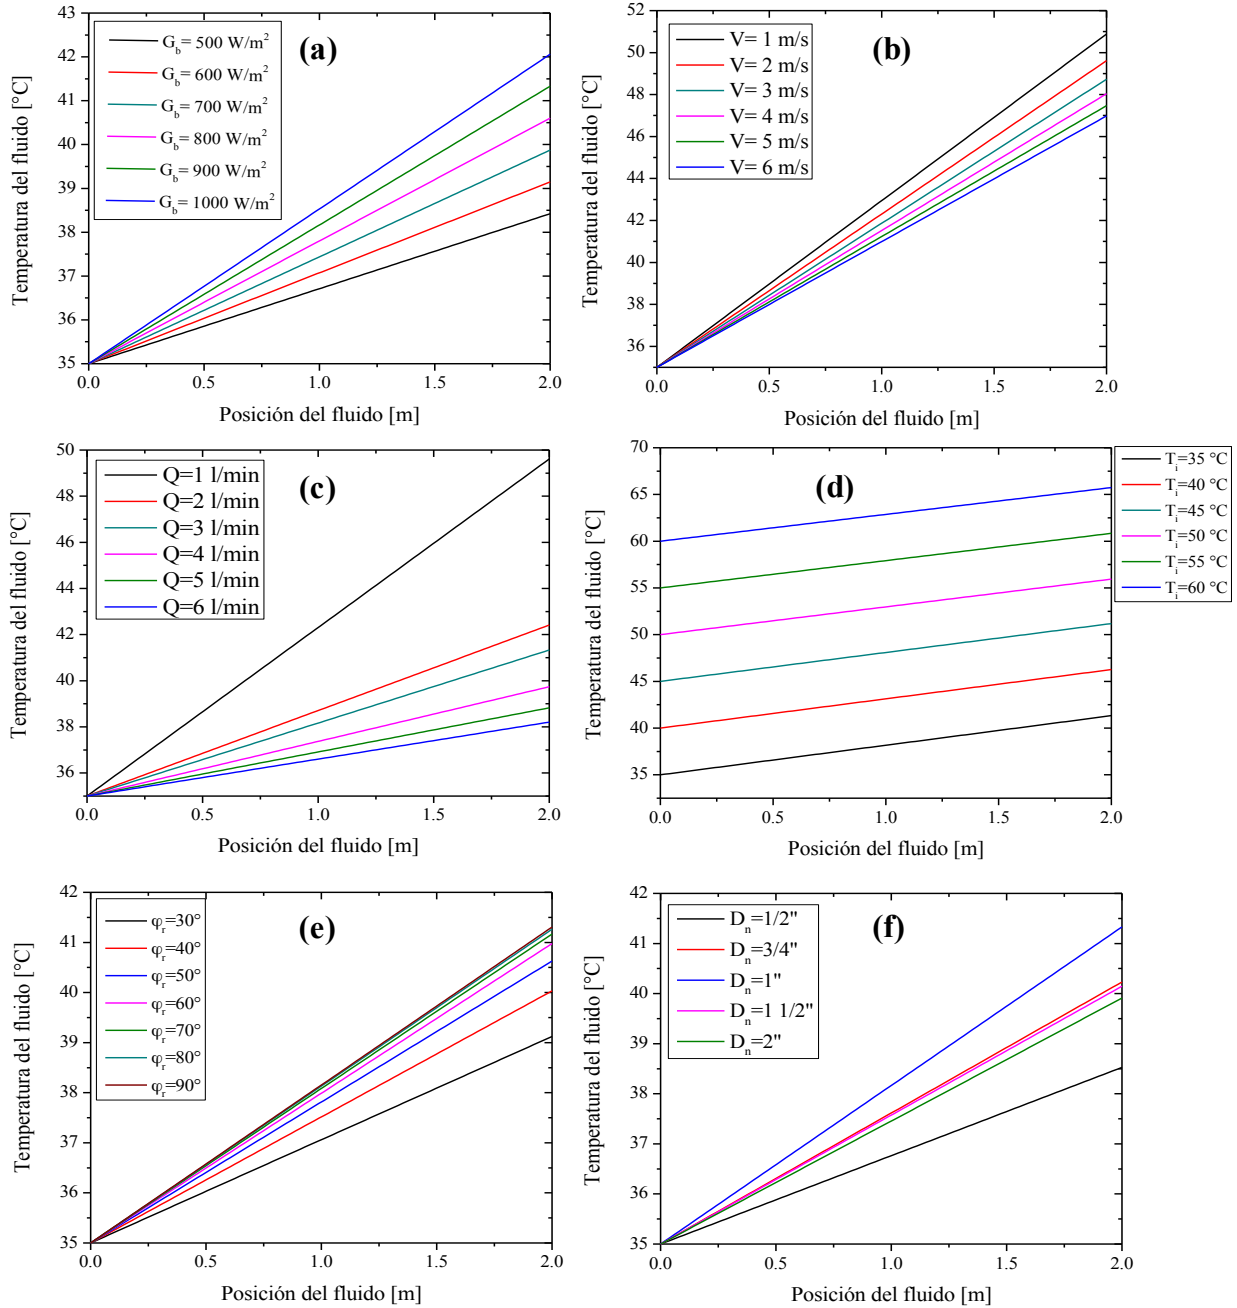 (a)
G_b= 500 W/m²
G_b= 600 W/m²
G_b= 700 W/m²
G_b= 800 W/m²
G_b= 900 W/m²
G_b= 1000 W/m²
43
42
41
40
39
38
37
36
35
0.0 0.5 1.0 1.5 2.0
Temperatura del fluido [°C]
Posición del fluido [m]
(b)
V= 1 m/s
V= 2 m/s
V= 3 m/s
V= 4 m/s
V= 5 m/s
V= 6 m/s
52
50
48
46
44
42
40
38
36
0.0 0.5 1.0 1.5 2.0
Temperatura del fluido [°C]
Posición del fluido [m]
(c)
Q=1 l/min
Q=2 l/min
Q=3 l/min
Q=4 l/min
Q=5 l/min
Q=6 l/min
50
48
46
44
42
40
38
36
0.0 0.5 1.0 1.5 2.0
Temperatura del fluido [°C]
Posición del fluido [m]
(d)
T_i=35 °C
T_i=40 °C
T_i=45 °C
T_i=50 °C
T_i=55 °C
T_i=60 °C
70
65
60
55
50
45
40
35
0.0 0.5 1.0 1.5 2.0
Temperatura del fluido [°C]
Posición del fluido [m]
(e)
φ_r=30°
φ_r=40°
φ_r=50°
φ_r=60°
φ_r=70°
φ_r=80°
φ_r=90°
42
41
40
39
38
37
36
35
0.0 0.5 1.0 1.5 2.0
Temperatura del fluido [°C]
Posición del fluido [m]
(f)
D_n=1/2"
D_n=3/4"
D_n=1"
D_n=1 1/2"
D_n=2"
42
41
40
39
38
37
36
35
0.0 0.5 1.0 1.5 2.0
Temperatura del fluido [°C]
Posición del fluido [m]